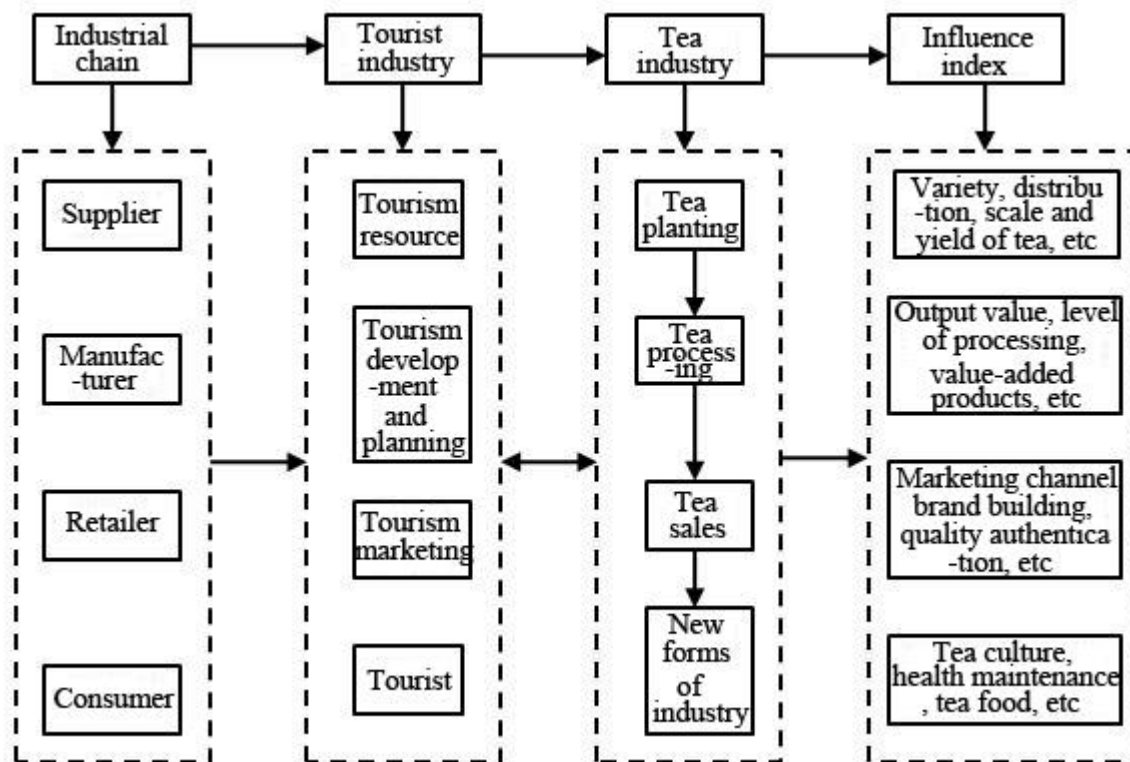 Industrial
chain
Tourist
industry
Tea
industry
Influence
index
Supplier
Manufac
-turer
Retailer
Consumer
Tourism
resource
Tourism
develop
-ment
and
planning
Tourism
marketing
Tourist
Tea
planting
Tea
process
-ing
Tea
sales
New
forms
of
industry
Variety, distribu
-tion, scale and
yield of tea, etc
Output value, level
of processing,
value-added
products, etc
Marketing channel
brand building,
quality authentica
-tion, etc
Tea culture,
health maintenance
, tea food, etc